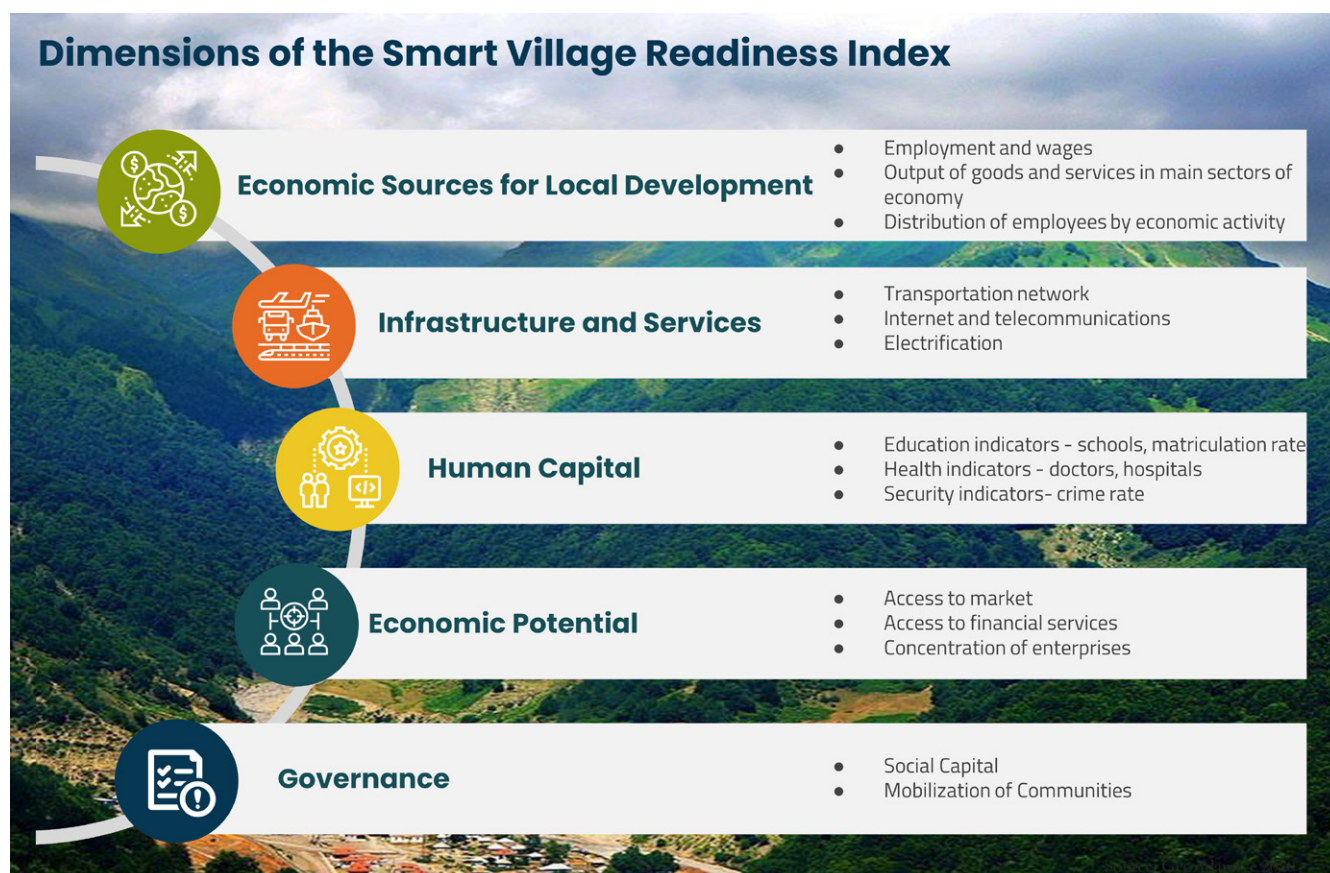 Dimensions of the Smart Village Readiness Index
Economic Sources for Local Development
● Employment and wages
● Output of goods and services in main sectors of
economy
● Distribution of employees by economic activity
Infrastructure and Services
● Transportation network
● Internet and telecommunications
● Electrification
Human Capital
● Education indicators - schools, matriculation rate
● Health indicators - doctors, hospitals
● Security indicators- crime rate
Economic Potential
● Access to market
● Access to financial services
● Concentration of enterprises
Governance
● Social Capital
● Mobilization of Communities